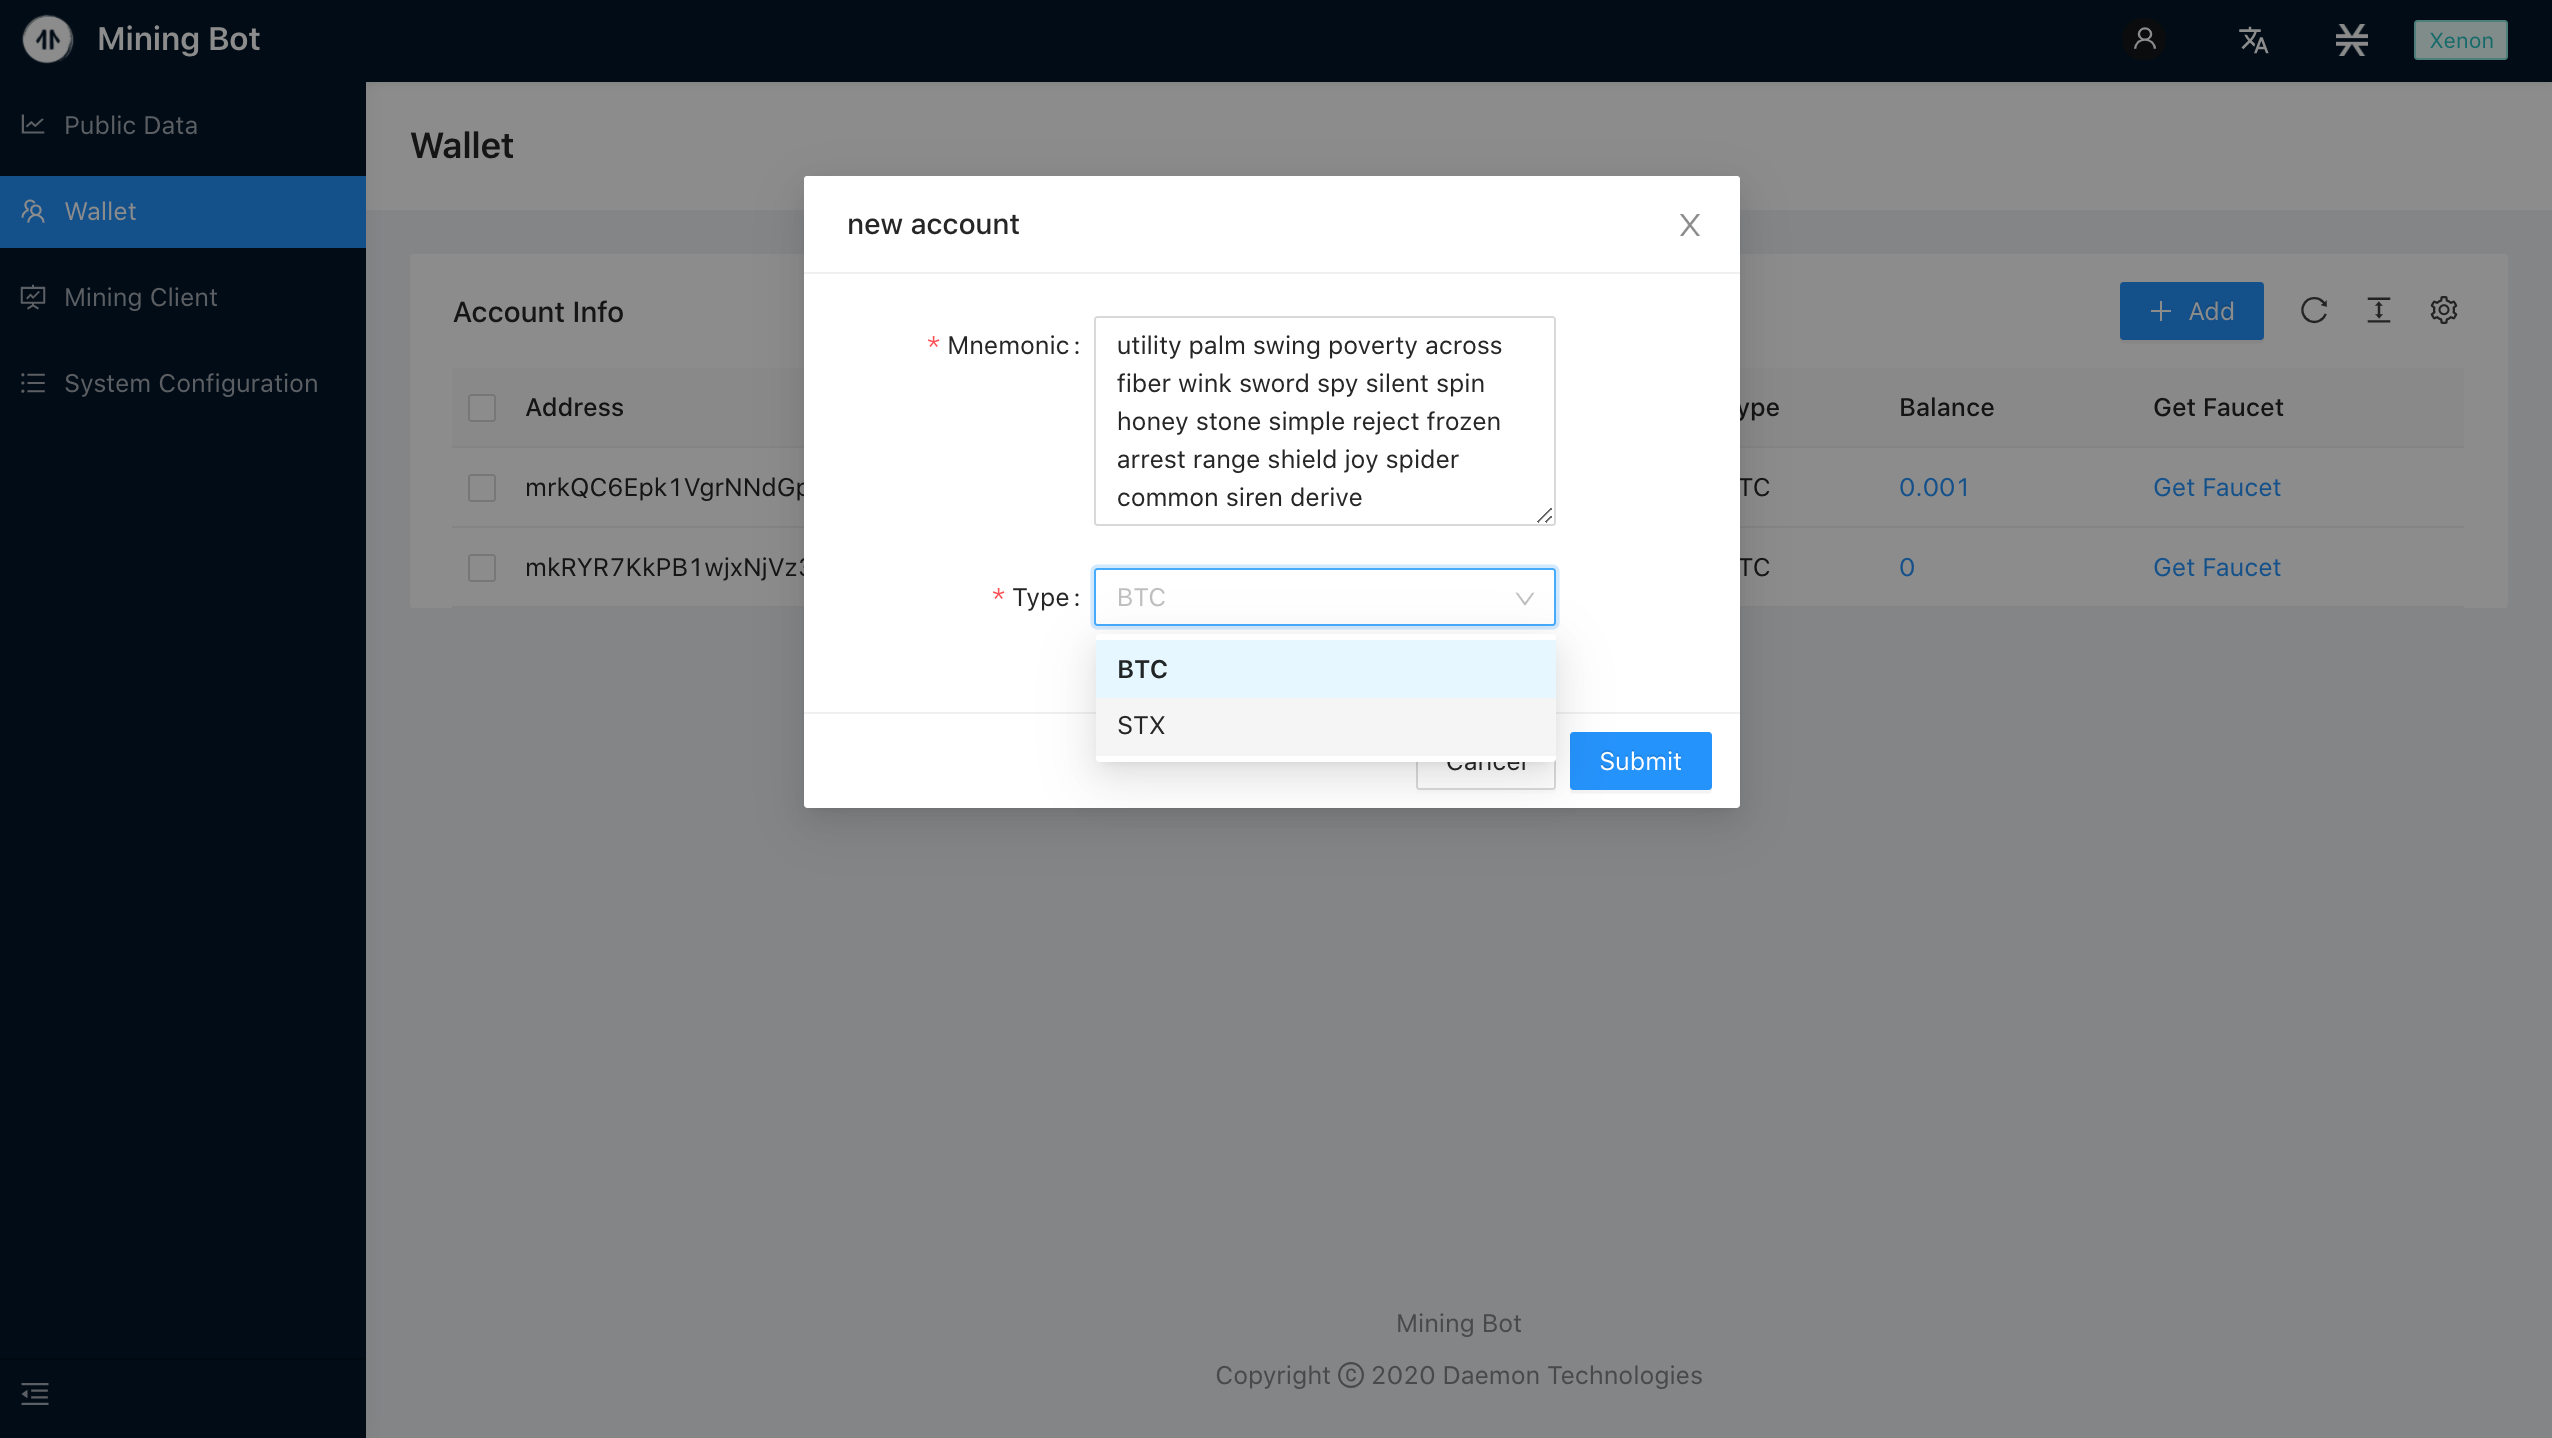 Mining Bot
Xenon
Public Data
Wallet
Mining Client
System Configuration
Wallet
Account Info
Add
Address
ype
Balance
Get Faucet
mrkQC6Epk1VgrNNdGp
TC
0.001
Get Faucet
mkRYR7KkPB1wjxNjVz3
TC
0
Get Faucet
new account
* Mnemonic:
utility palm swing poverty across
fiber wink sword spy silent spin
honey stone simple reject frozen
arrest range shield joy spider
common siren derive
* Type:
BTC
BTC
STX
Cancel
Submit
Mining Bot
Copyright © 2020 Daemon Technologies